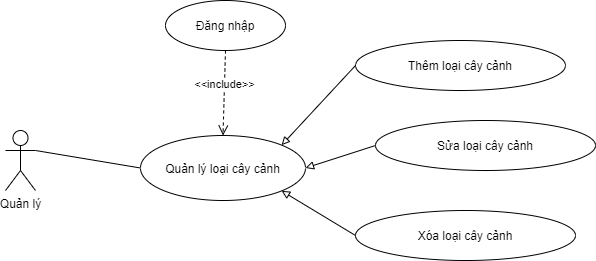 Đăng nhập
Thêm loại cây cảnh
<<include>>
Sửa loại cây cảnh
Quản lý loại cây cảnh
Quản lý
Xóa loại cây cảnh